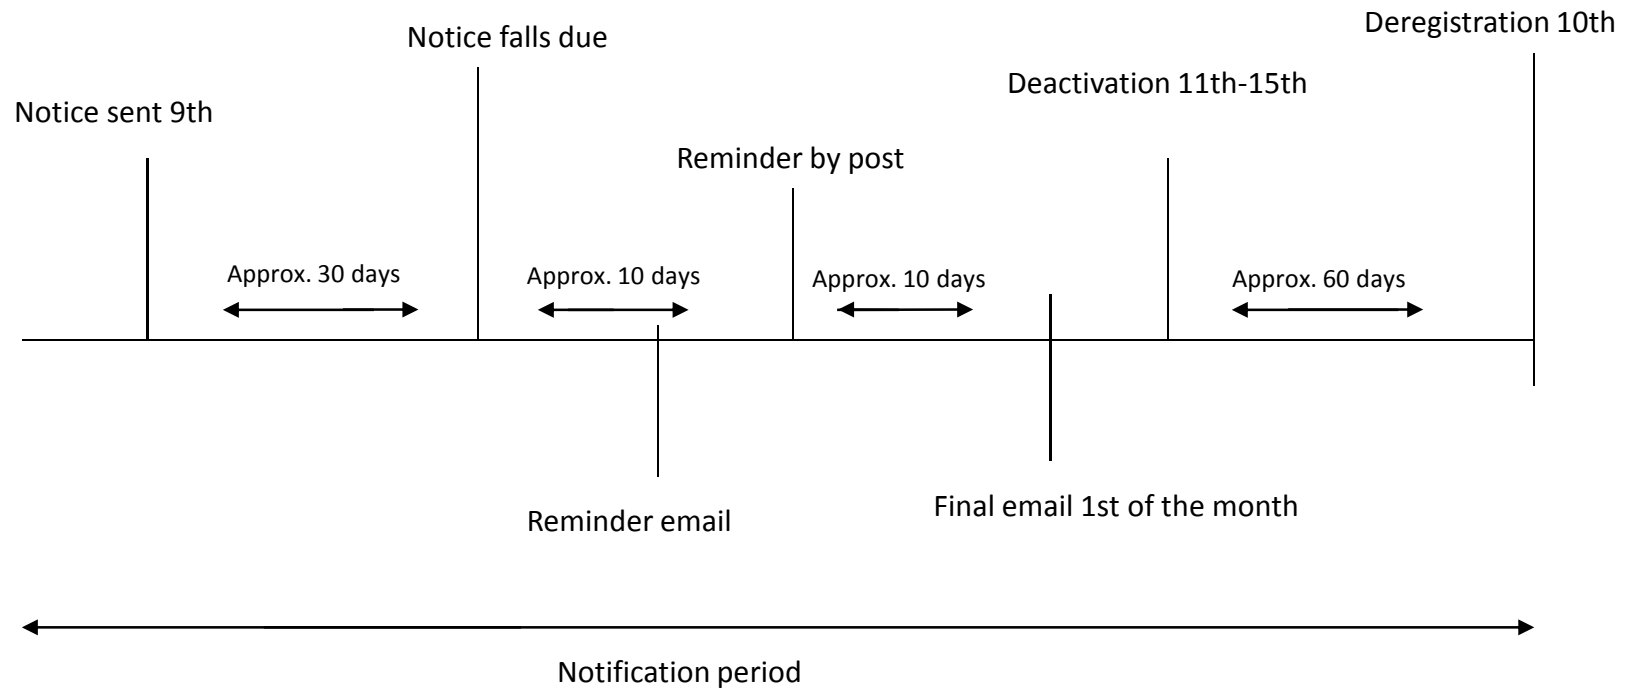 Deregistration 10th
Notice falls due
Deactivation 11th-15th
Notice sent 9th
Reminder by post
Approx. 30 days
Approx. 10 days
Approx. 10 days
Approx. 60 days
Final email 1st of the month
Reminder email
Notification period